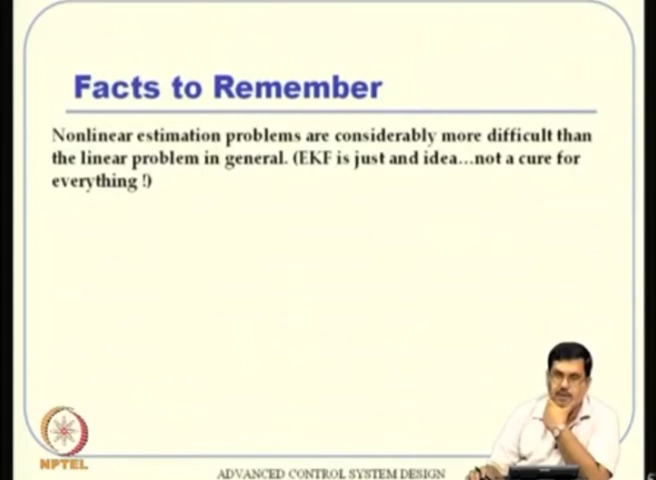 Facts to Remember
Nonlinear estimation problems are considerably more difficult than
the linear problem in general. (EKF is just and idea...not a cure for
everything !)
NPTEL
ADVANCED CONTROL SYSTEM DESIGN
5